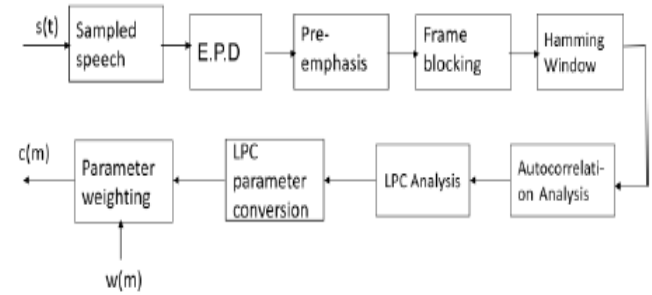 s(t)
Sampled
speech
E.P.D
Pre-
emphasis
Frame
blocking
Hamming
Window
c(m)
Parameter
weighting
LPC
parameter
conversion
LPC Analysis
Autocorrelati-
on Analysis
w(m)